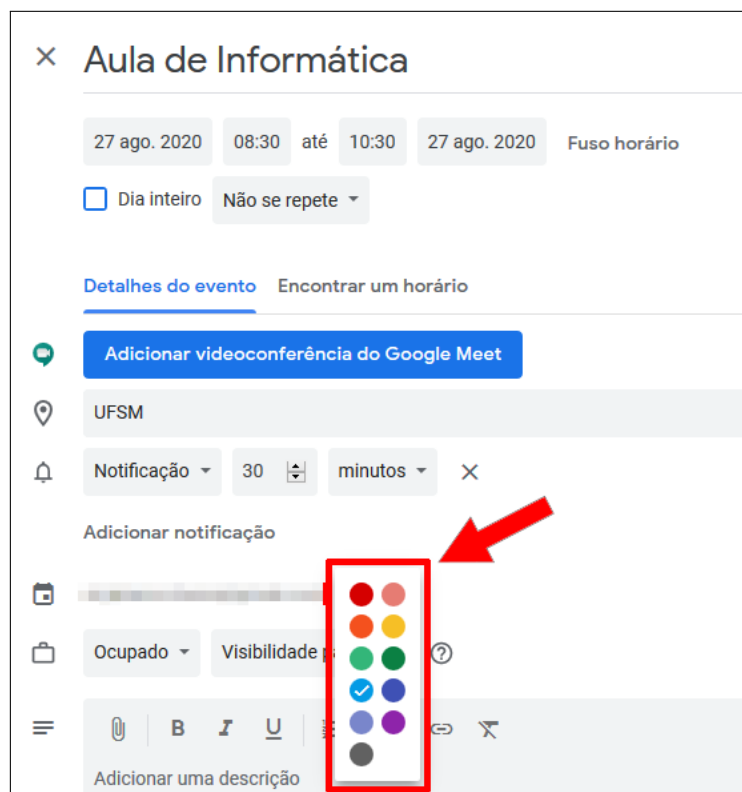 Aula de Informática
27 ago. 2020 08:30 até 10:30 27 ago. 2020 Fuso horário
Dia inteiro Não se repete
Detalhes do evento Encontrar um horário
Adicionar videoconferência do Google Meet
UFSM
Notificação 30 minutos
Adicionar notificação
Ocupado Visibilidade
B I U
Adicionar uma descrição